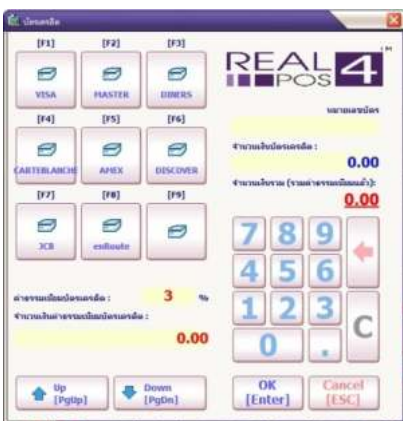 บัตรเครดิต
[F1] [F2] [F3]
VISA MASTER DINERS
[F4] [F5] [F6]
CARTEBLANCHE AMEX DISCOVER
[F7] [F8] [F9]
JCB enRoute
ค่าธรรมเนียมบัตรเครดิต : 3 %
จำนวนเงินค่าธรรมเนียมบัตรเครดิต :
0.00
Up [PgUp]
Down [PgDn]
REAL 4 TM
POS
หมายเลขบัตร
จำนวนเงินบัตรเครดิต :
0.00
จำนวนเงินรวม (รวมค่าธรรมเนียมแล้ว):
0.00
7 8 9
4 5 6
1 2 3 C
0 .
OK [Enter]
Cancel [ESC]